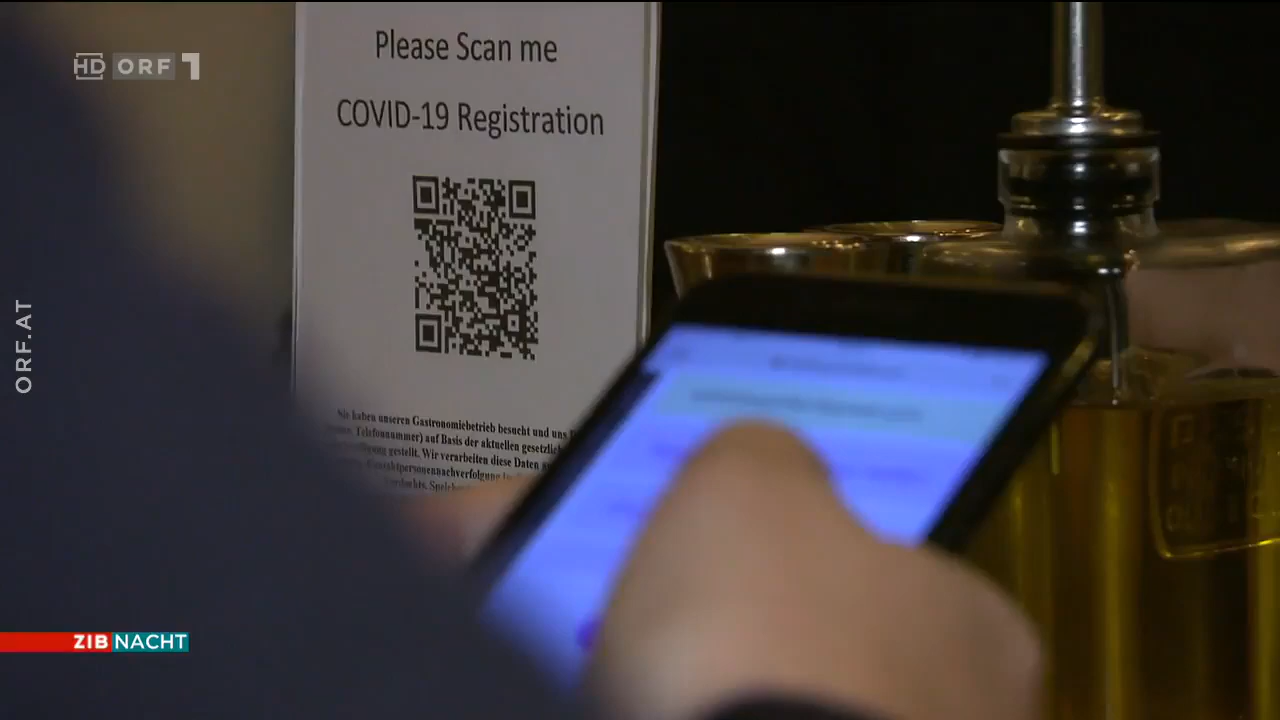 HD ORF 1
Please Scan me
COVID-19 Registration
ORF.AT
Sie haben unseren Gastronomiebetrieb besucht und uns
Telefonnummer) auf Basis der aktuellen gesetzlich
gestellt. Wir verarbeiten diese Daten
ZIB NACHT